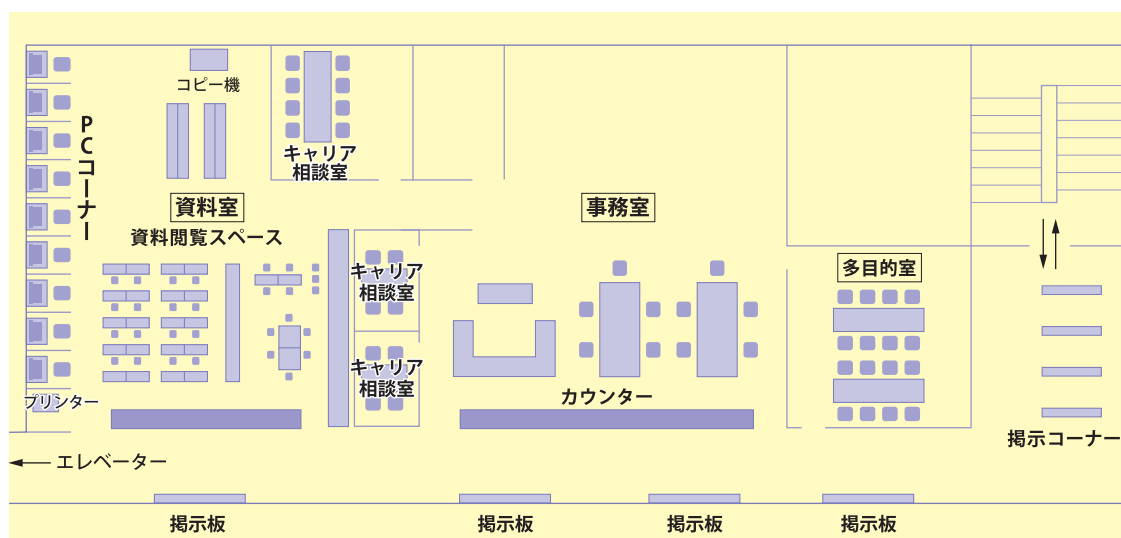 コピー機
PCコーナー
キャリア
相談室
資料室
資料閲覧スペース
事務室
キャリア
相談室
多目的室
キャリア
相談室
カウンター
プリンター
掲示コーナー
エレベーター
掲示板
掲示板
掲示板
掲示板